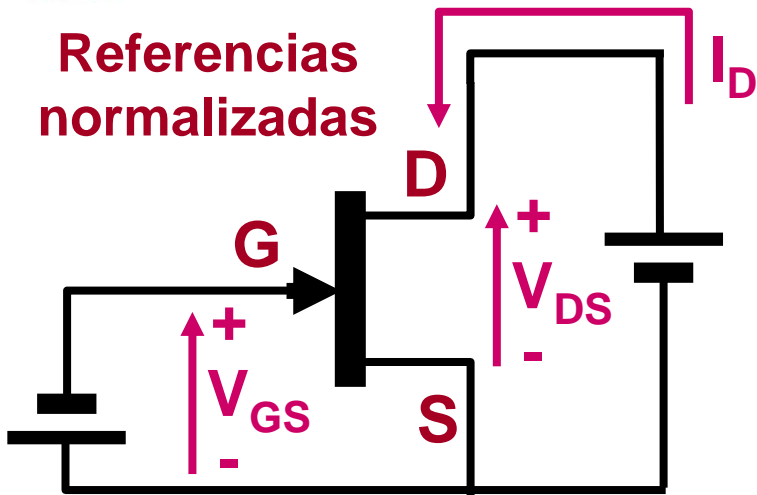 Referencias
normalizadas
I_D
D
G
+
V_DS
-
+
V_GS
-
S